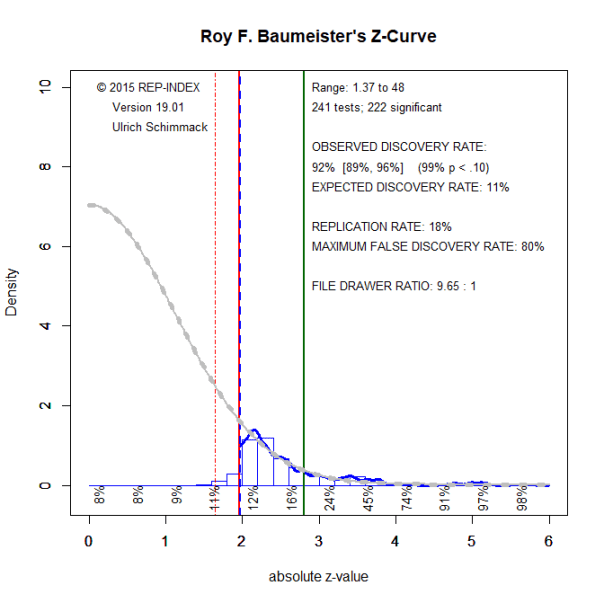 Roy F. Baumeister's Z-Curve
© 2015 REP-INDEX
Version 19.01
Ulrich Schimmack
Range: 1.37 to 48
241 tests; 222 significant
OBSERVED DISCOVERY RATE:
92% [89%, 96%] (99% p < .10)
EXPECTED DISCOVERY RATE: 11%
REPLICATION RATE: 18%
MAXIMUM FALSE DISCOVERY RATE: 80%
FILE DRAWER RATIO: 9.65 : 1
Density
10
8
6
4
2
0
8% 8% 9% 11% 12% 16% 24% 45% 74% 91% 97% 98%
0 1 2 3 4 5 6
absolute z-value